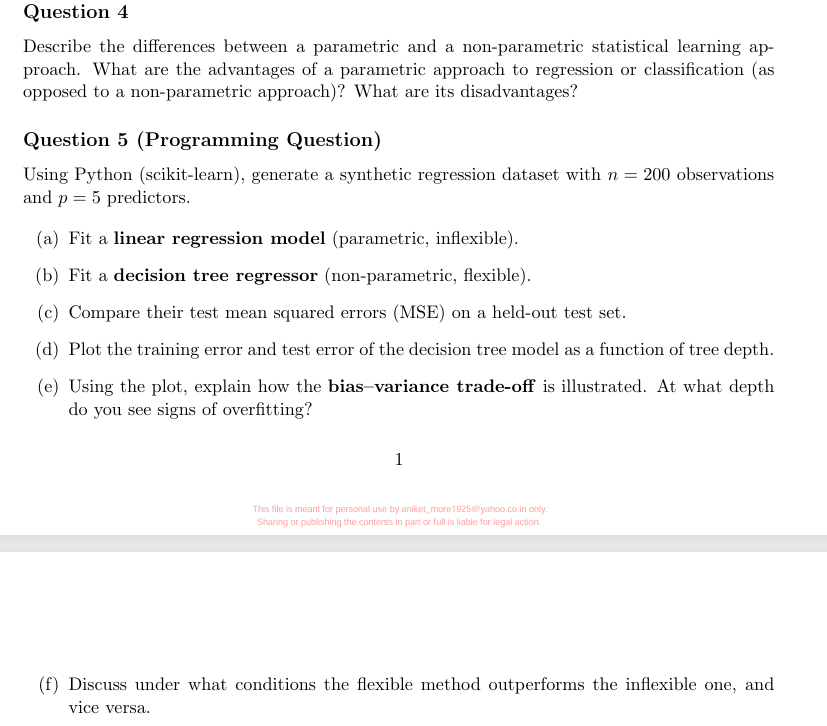 Question 4
Describe the differences between a parametric and a non-parametric statistical learning ap-
proach. What are the advantages of a parametric approach to regression or classification (as
opposed to a non-parametric approach)? What are its disadvantages?
Question 5 (Programming Question)
Using Python (scikit-learn), generate a synthetic regression dataset with n = 200 observations
and p = 5 predictors.
(a) Fit a linear regression model (parametric, inflexible).
(b) Fit a decision tree regressor (non-parametric, flexible).
(c) Compare their test mean squared errors (MSE) on a held-out test set.
(d) Plot the training error and test error of the decision tree model as a function of tree depth.
(e) Using the plot, explain how the bias–variance trade-off is illustrated. At what depth
do you see signs of overfitting?
1
This file is meant for personal use by aniket_more1925@yahoo.co.in only.
Sharing or publishing the contents in part or full is liable for legal action.
(f) Discuss under what conditions the flexible method outperforms the inflexible one, and
vice versa.